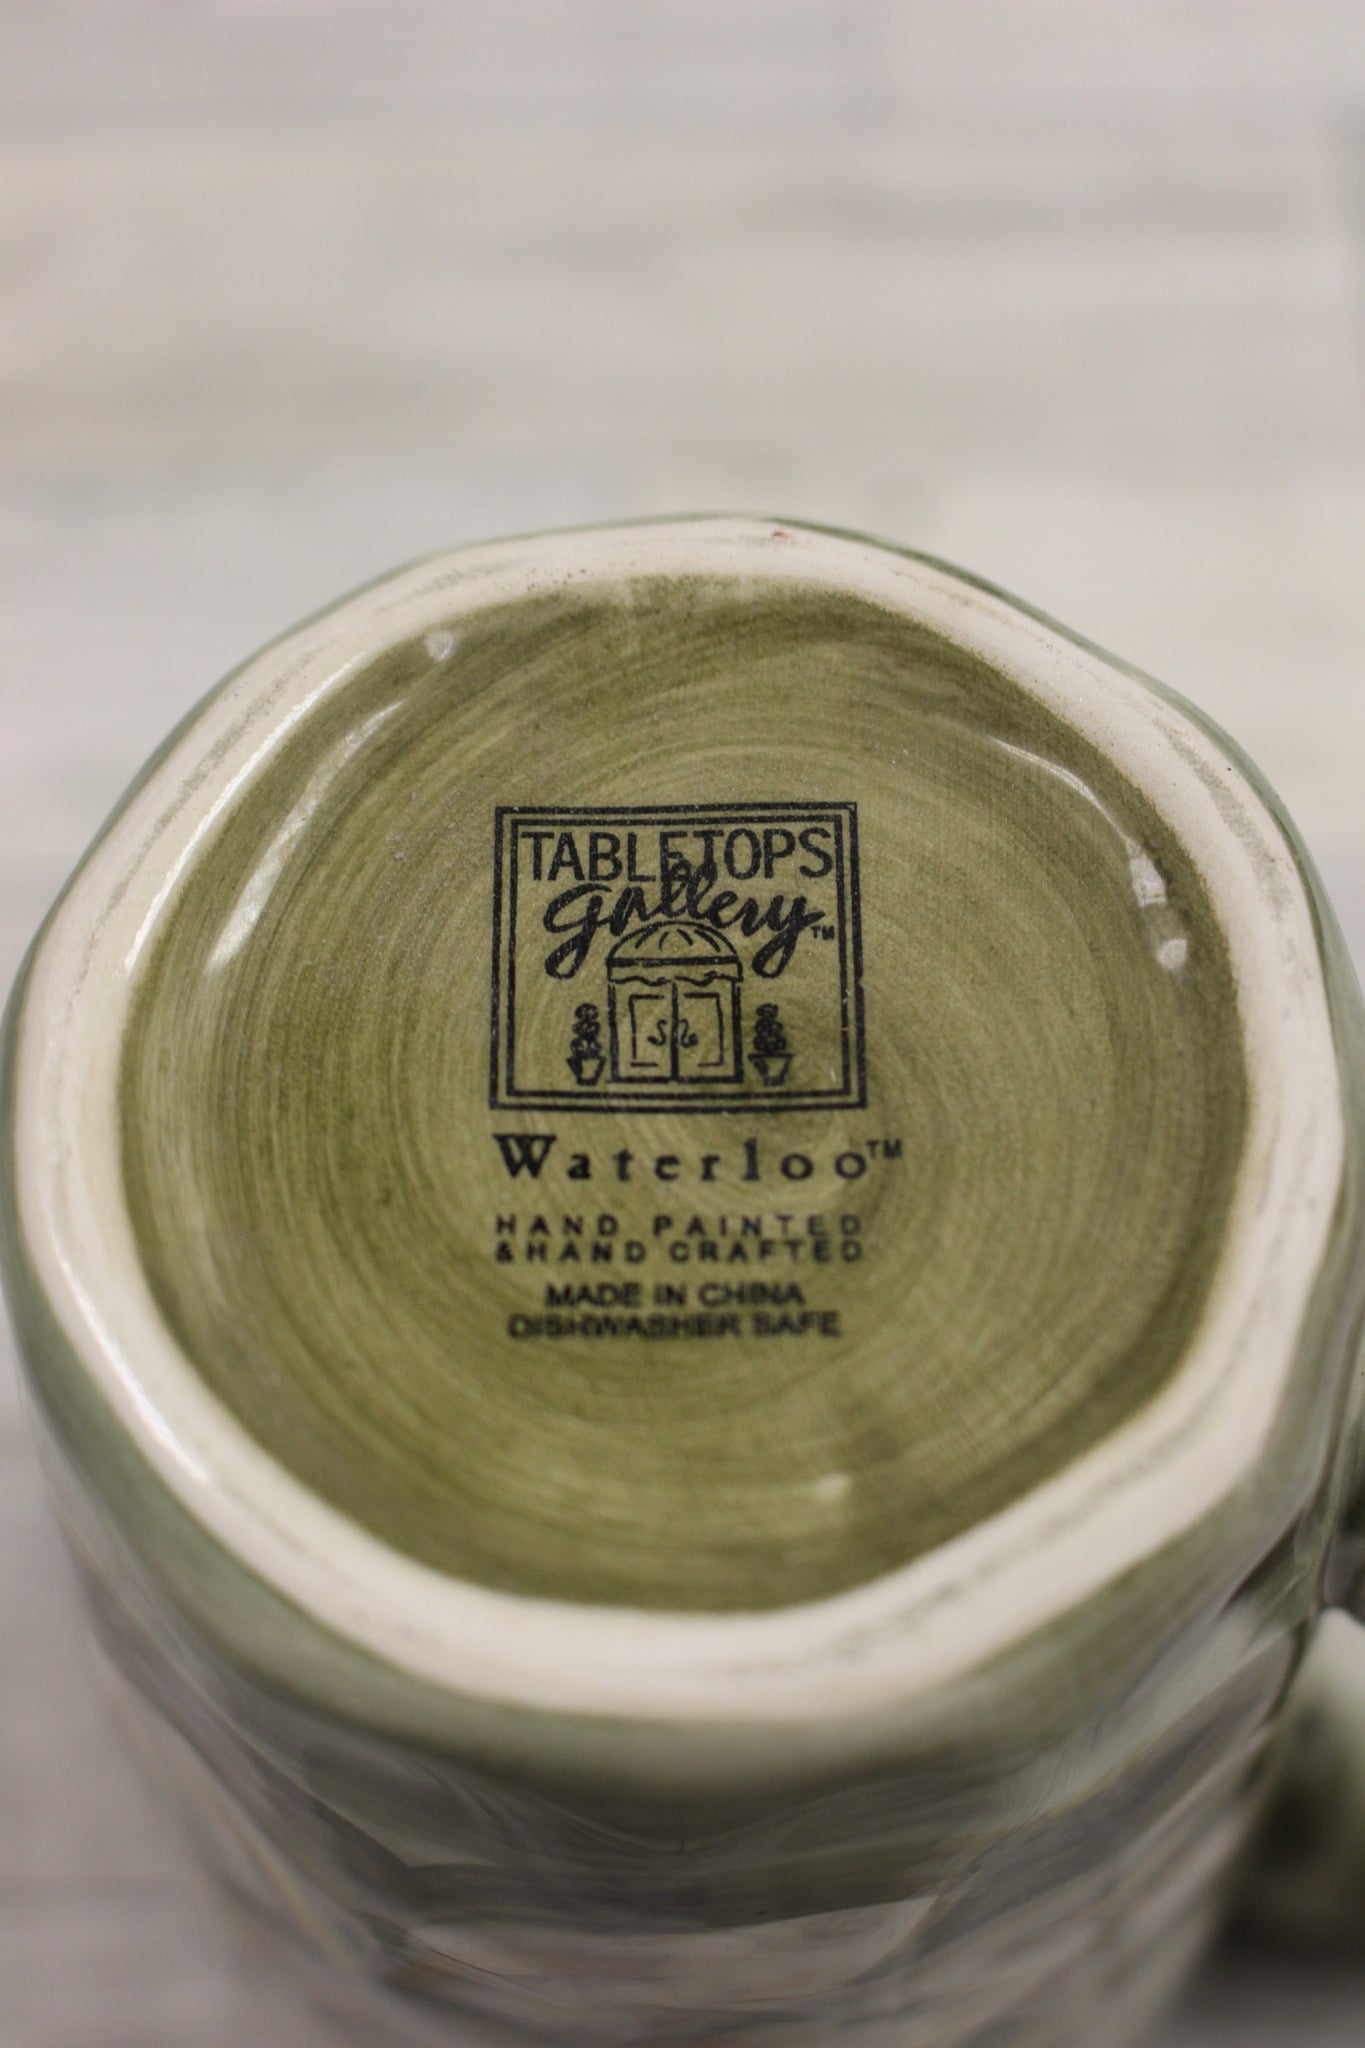 TABLETOPS
Gallery™
Waterloo™
HAND PAINTED
& HAND CRAFTED
MADE IN CHINA
DISHWASHER SAFE